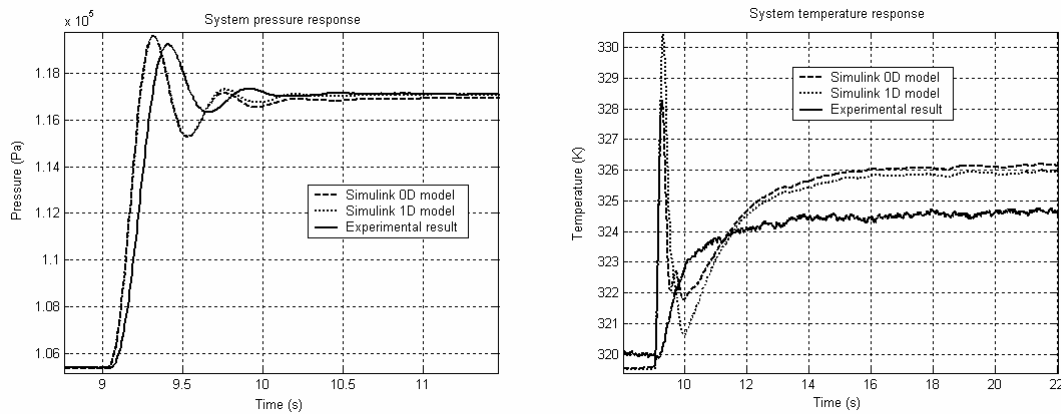 System pressure response
x 10^5
1.18
1.16
1.14
1.12
1.1
1.08
1.06
Pressure (Pa)
Simulink 0D model
Simulink 1D model
Experimental result
9
9.5
10
10.5
11
Time (s)
System temperature response
330
329
328
327
326
325
324
323
322
321
320
Temperature (K)
Simulink 0D model
Simulink 1D model
Experimental result
10
12
14
16
18
20
22
Time (s)